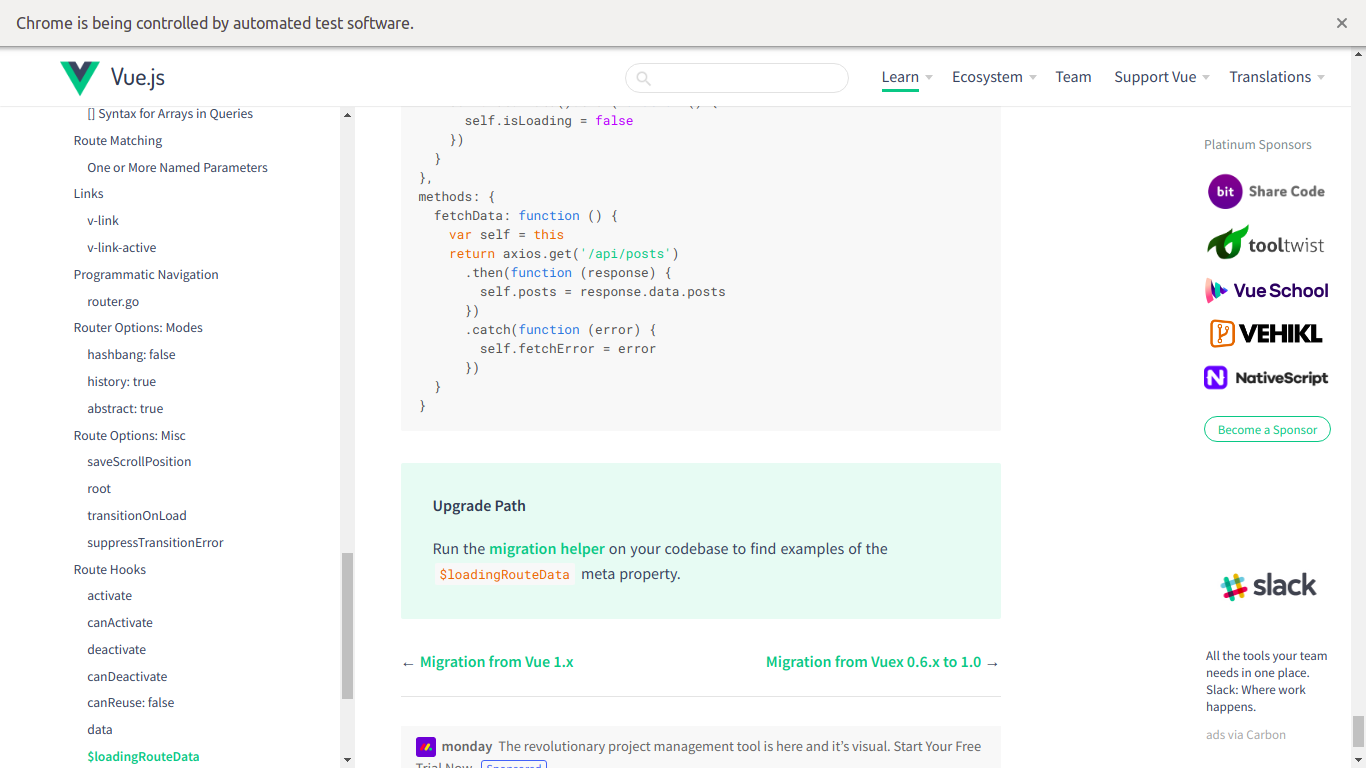 Chrome is being controlled by automated test software.
Vue.js
Learn
Ecosystem
Team
Support Vue
Translations
[] Syntax for Arrays in Queries
Route Matching
One or More Named Parameters
Links
v-link
v-link-active
Programmatic Navigation
router.go
Router Options: Modes
hashbang: false
history: true
abstract: true
Route Options: Misc
saveScrollPosition
root
transitionOnLoad
suppressTransitionError
Route Hooks
activate
canActivate
deactivate
canDeactivate
canReuse: false
data
$loadingRouteData
self.isLoading = false
})
}
},
methods: {
fetchData: function () {
var self = this
return axios.get('/api/posts')
.then(function (response) {
self.posts = response.data.posts
})
.catch(function (error) {
self.fetchError = error
})
}
}
Upgrade Path
Run the migration helper on your codebase to find examples of the
$loadingRouteData meta property.
← Migration from Vue 1.x
Migration from Vuex 0.6.x to 1.0 →
monday The revolutionary project management tool is here and it's visual. Start Your Free
Trial Now. Sponsored
Platinum Sponsors
bit Share Code
tooltwist
Vue School
VEHIKL
N NativeScript
Become a Sponsor
slack
All the tools your team
needs in one place.
Slack: Where work
happens.
ads via Carbon